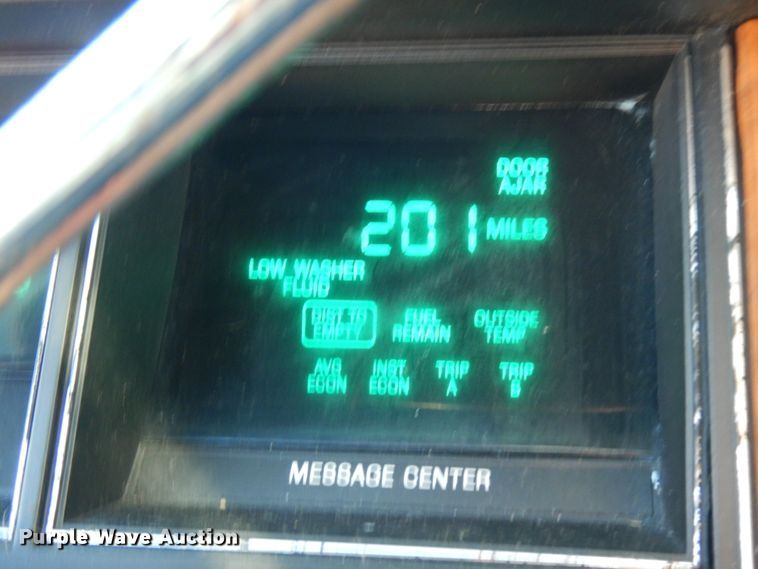 DOOR
AJAR
201 MILES
LOW WASHER
FLUID
DIST TO
EMPTY
FUEL
REMAIN
OUTSIDE
TEMP
AVG
ECON
INST
ECON
TRIP
A
TRIP
B
MESSAGE CENTER
Purple Wave Auction